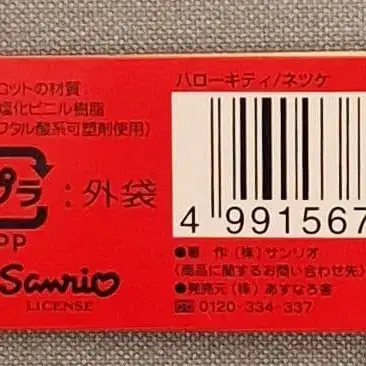 ハローキティ/ネツケ
ロットの材質:
塩化ビニル樹脂
フタル酸系可塑剤使用)
プラ
:外袋
PP
Sanrio
LICENSE
4 991567
●著 作 (株) サンリオ
(商品に関するお問い合わせ先)
●発売元 (株) あすなろ舎
0120-334-337